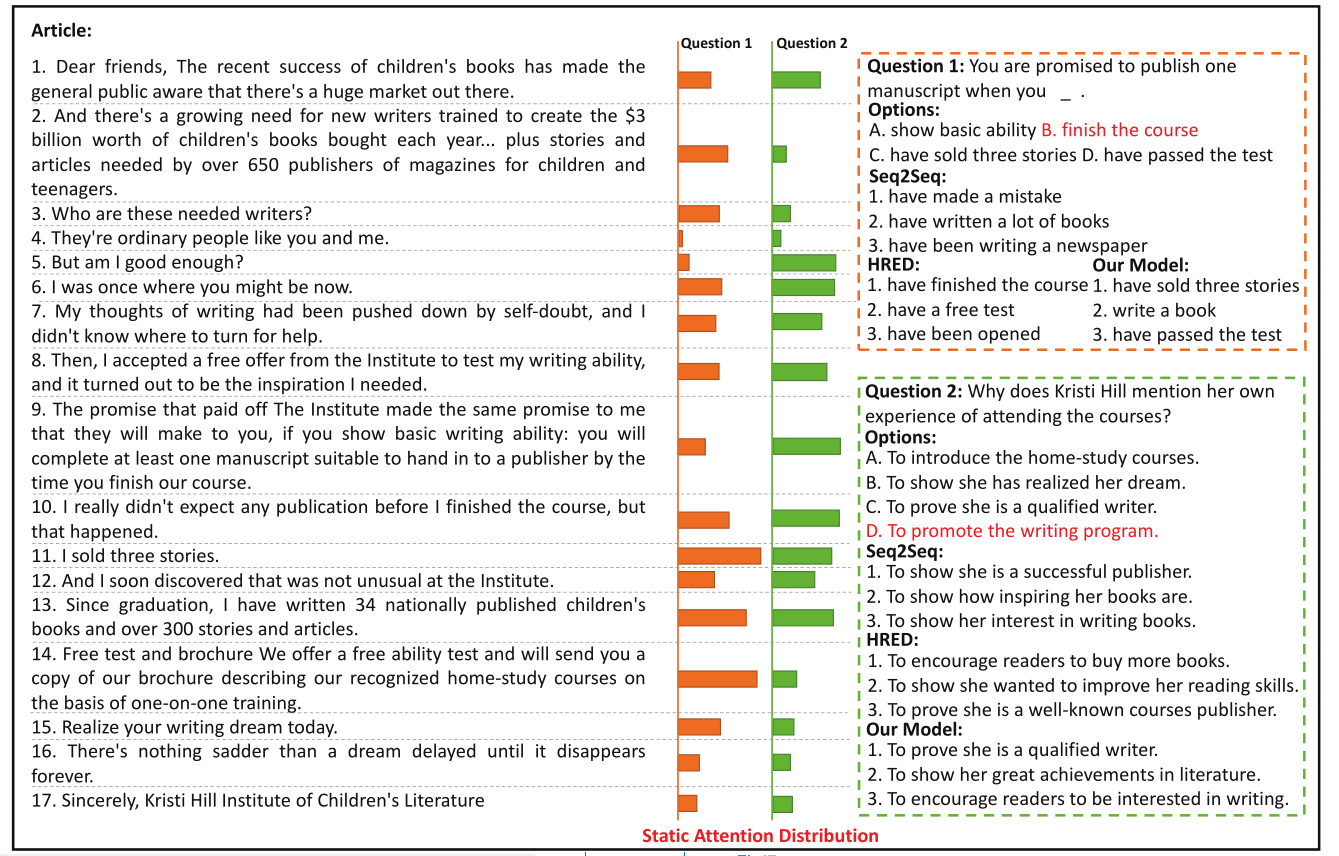 Article:
Question 1 Question 2
1. Dear friends, The recent success of children's books has made the
general public aware that there's a huge market out there.
2. And there's a growing need for new writers trained to create the $3
billion worth of children's books bought each year... plus stories and
articles needed by over 650 publishers of magazines for children and
teenagers.
3. Who are these needed writers?
4. They're ordinary people like you and me.
5. But am I good enough?
6. I was once where you might be now.
7. My thoughts of writing had been pushed down by self-doubt, and I
didn't know where to turn for help.
8. Then, I accepted a free offer from the Institute to test my writing ability,
and it turned out to be the inspiration I needed.
9. The promise that paid off The Institute made the same promise to me
that they will make to you, if you show basic writing ability: you will
complete at least one manuscript suitable to hand in to a publisher by the
time you finish our course.
10. I really didn't expect any publication before I finished the course, but
that happened.
11. I sold three stories.
12. And I soon discovered that was not unusual at the Institute.
13. Since graduation, I have written 34 nationally published children's
books and over 300 stories and articles.
14. Free test and brochure We offer a free ability test and will send you a
copy of our brochure describing our recognized home-study courses on
the basis of one-on-one training.
15. Realize your writing dream today.
16. There's nothing sadder than a dream delayed until it disappears
forever.
17. Sincerely, Kristi Hill Institute of Children's Literature
Static Attention Distribution
Question 1: You are promised to publish one
manuscript when you _ .
Options:
A. show basic ability B. finish the course
C. have sold three stories D. have passed the test
Seq2Seq:
1. have made a mistake
2. have written a lot of books
3. have been writing a newspaper
HRED: Our Model:
1. have finished the course 1. have sold three stories
2. have a free test 2. write a book
3. have been opened 3. have passed the test
Question 2: Why does Kristi Hill mention her own
experience of attending the courses?
Options:
A. To introduce the home-study courses.
B. To show she has realized her dream.
C. To prove she is a qualified writer.
D. To promote the writing program.
Seq2Seq:
1. To show she is a successful publisher.
2. To show how inspiring her books are.
3. To show her interest in writing books.
HRED:
1. To encourage readers to buy more books.
2. To show she wanted to improve her reading skills.
3. To prove she is a well-known courses publisher.
Our Model:
1. To prove she is a qualified writer.
2. To show her great achievements in literature.
3. To encourage readers to be interested in writing.